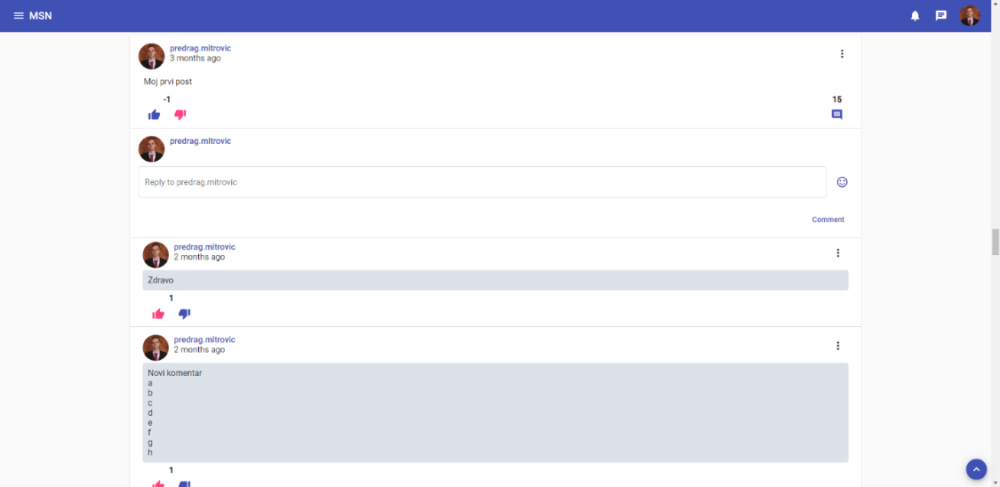 MSN
predrag.mitrovic
3 months ago
Moj prvi post
-1
15
predrag.mitrovic
Reply to predrag.mitrovic
Comment
predrag.mitrovic
2 months ago
Zdravo
1
predrag.mitrovic
2 months ago
Novi komentar
a
b
c
d
e
f
g
h
1